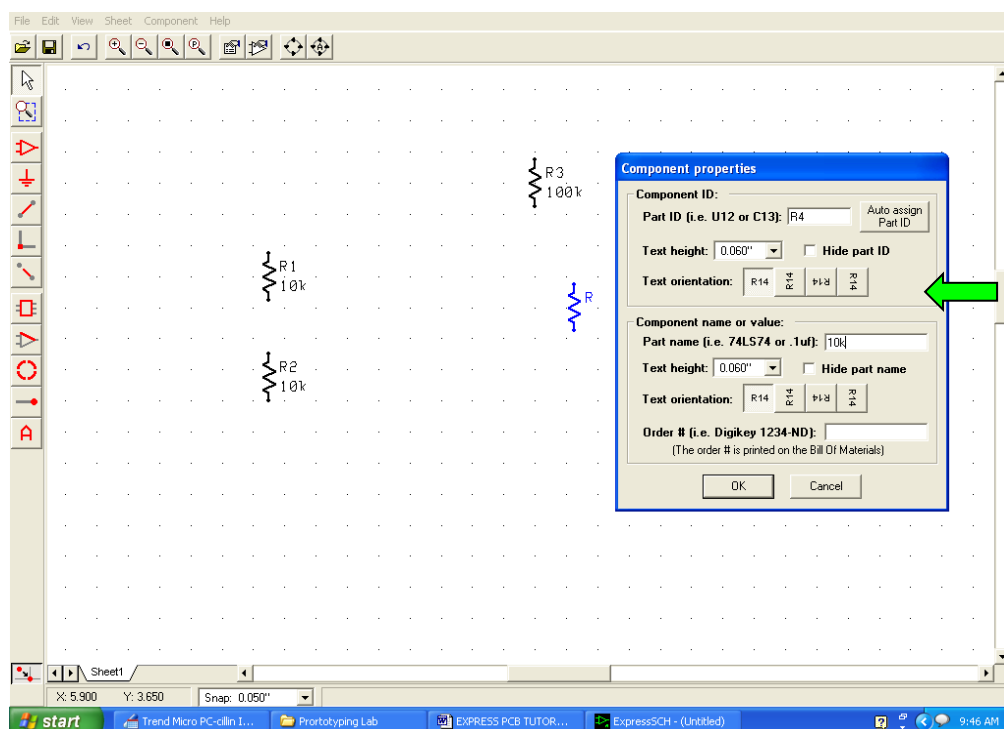 File Edit View Sheet Component Help
R3
100k
R1
10k
R
R2
10k
Component properties
Component ID:
Part ID (i.e. U12 or C13): R4
Auto assign
Part ID
Text height: 0.060" Hide part ID
Text orientation: R14 R14 R14 R14
Component name or value:
Part name (i.e. 74LS74 or .1uf): 10k
Text height: 0.060" Hide part name
Text orientation: R14 R14 R14 R14
Order # (i.e. Digikey 1234-ND):
(The order # is printed on the Bill Of Materials)
OK Cancel
A
Sheet1
X: 5.900 Y: 3.650 Snap: 0.050"
start Trend Micro PC-cillin I... Prortotyping Lab EXPRESS PCB TUTOR... ExpressSCH - (Untitled) 9:46 AM